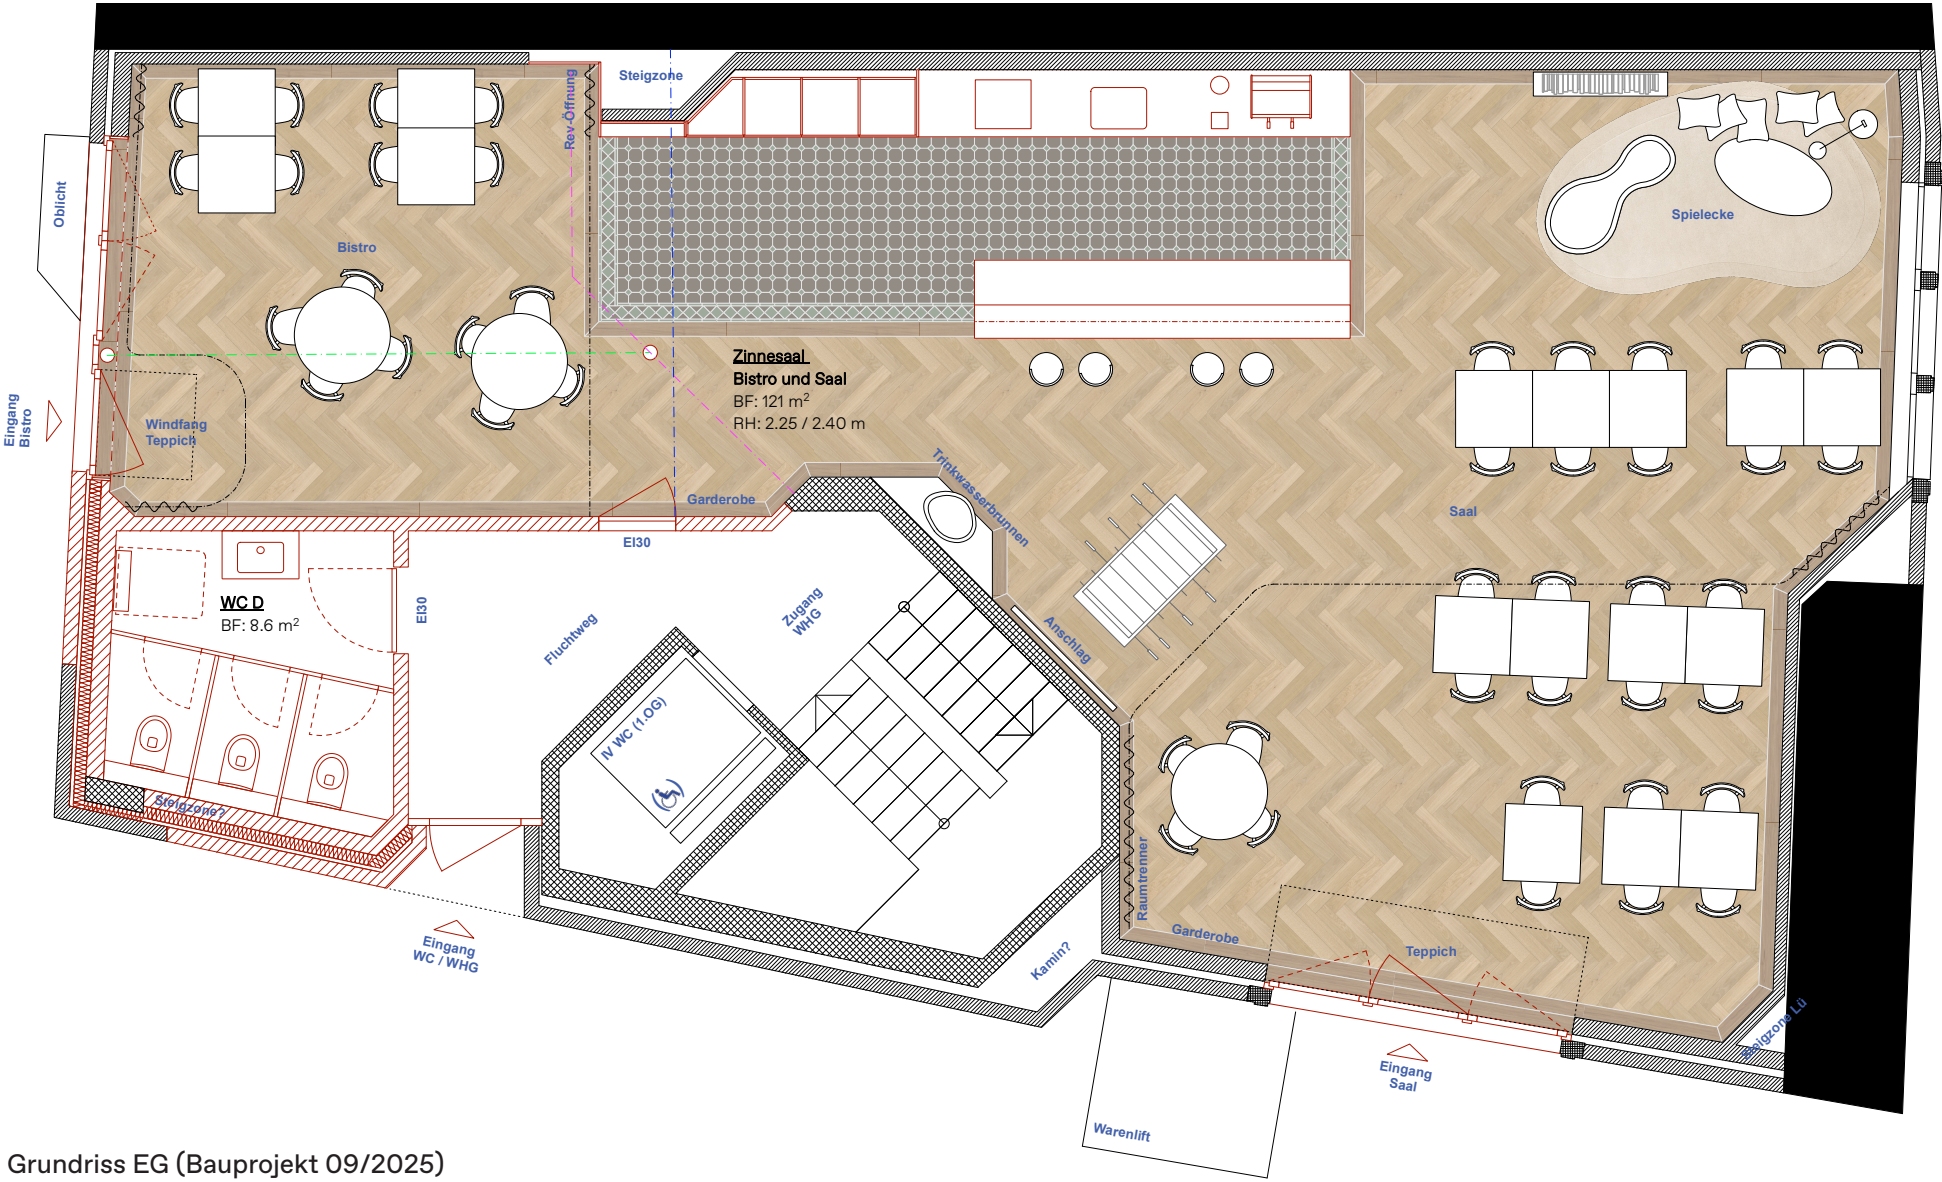 Steigzone
Rev-Öffnung
Oblicht
Bistro
Spielecke
Zinnesaal
Bistro und Saal
BF: 121 m²
RH: 2.25 / 2.40 m
Eingang
Bistro
Windfang
Teppich
Garderobe
Trinkwasserbrunnen
Saal
EI30
WC D
BF: 8.6 m²
EI30
Fluchtweg
Zugang
WHG
Anschlag
IV WC (1.OG)
Steigzone?
Raumtrenner
Garderobe
Teppich
Eingang
WC / WHG
Kamin?
Steigzone Lü
Eingang
Saal
Warenlift
Grundriss EG (Bauprojekt 09/2025)